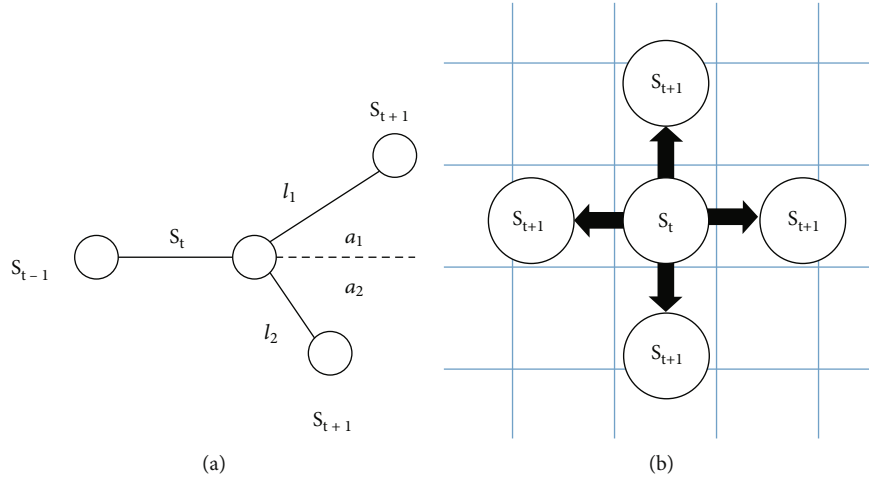 S_{t+1}
l_1
S_t
a_1
S_{t−1}
a_2
l_2
S_{t+1}
(a)
S_{t+1}
S_{t+1}
S_t
S_{t+1}
S_{t+1}
(b)